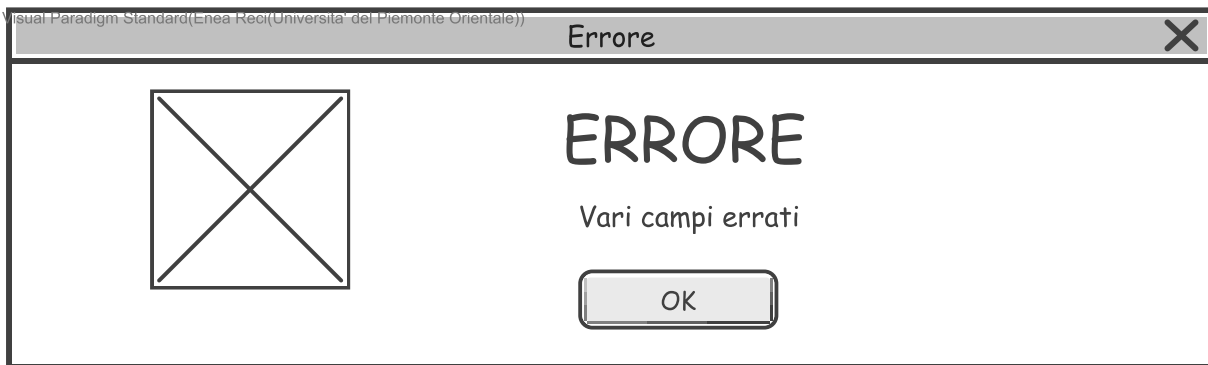 Visual Paradigm Standard(Enea Reci(Universita' del Piemonte Orientale))
Errore
ERRORE
Vari campi errati
OK